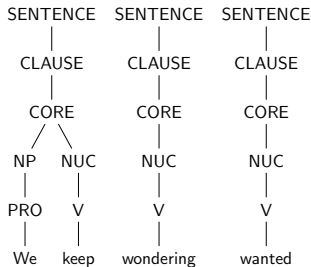 SENTENCE SENTENCE SENTENCE
CLAUSE CLAUSE CLAUSE
CORE CORE CORE
NP NUC NUC NUC
PRO V V V
We keep wondering wanted